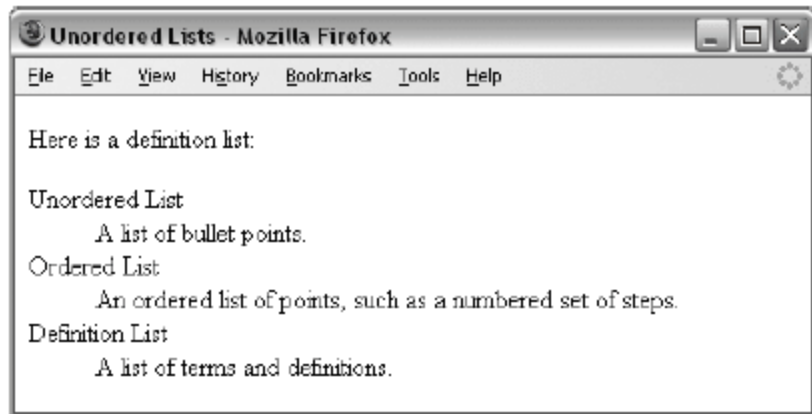 Unordered Lists - Mozilla Firefox
File Edit View History Bookmarks Tools Help
Here is a definition list:
Unordered List
A list of bullet points.
Ordered List
An ordered list of points, such as a numbered set of steps.
Definition List
A list of terms and definitions.